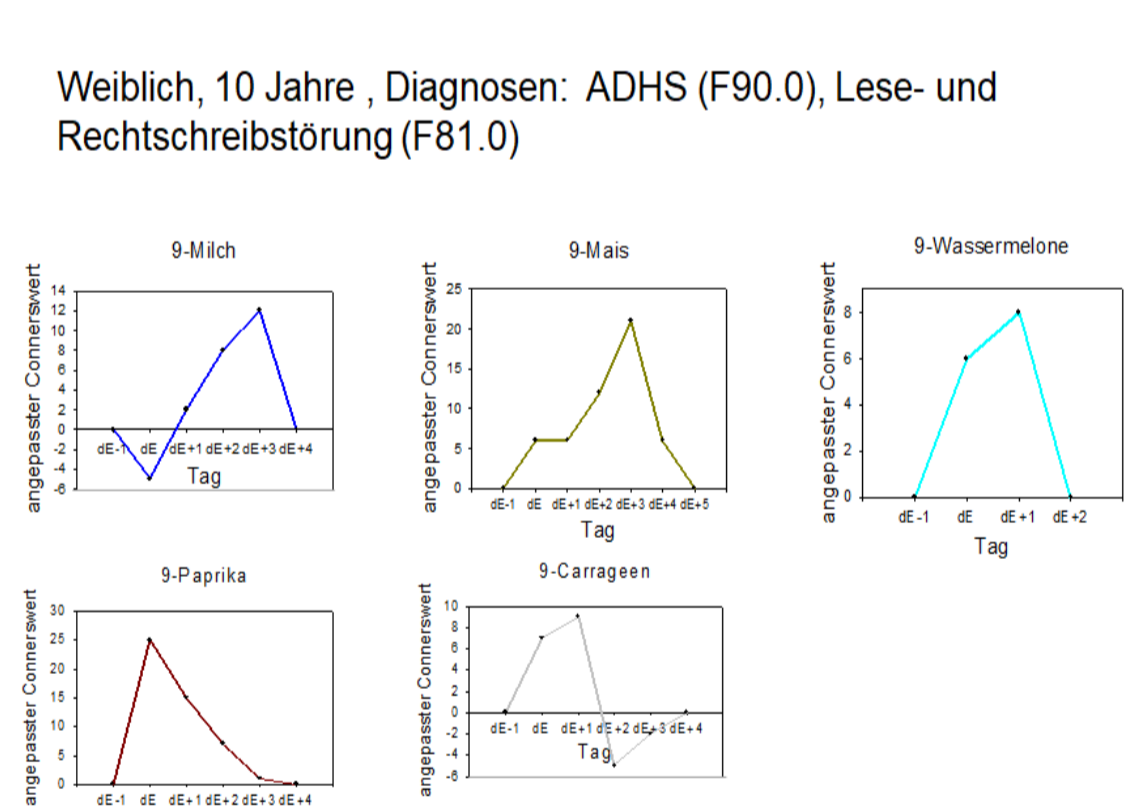 Weiblich, 10 Jahre , Diagnosen: ADHS (F90.0), Lese- und
Rechtschreibstörung (F81.0)
9-Milch
angepasster Connerswert
14
12
10
8
6
4
2
0
-2
-4
-6
dE-1 dE dE+1 dE+2 dE+3 dE+4
Tag
9-Mais
angepasster Connerswert
25
20
15
10
5
0
dE-1 dE dE+1 dE+2 dE+3 dE+4 dE+5
Tag
9-Wassermelone
angepasster Connerswert
8
6
4
2
0
dE-1 dE dE+1 dE+2
Tag
9-Paprika
angepasster Connerswert
30
25
20
15
10
5
0
dE-1 dE dE+1 dE+2 dE+3 dE+4
9-Carrageen
angepasster Connerswert
10
8
6
4
2
0
-2
-4
-6
dE-1 dE dE+1 dE+2 dE+3 dE+4
Tag